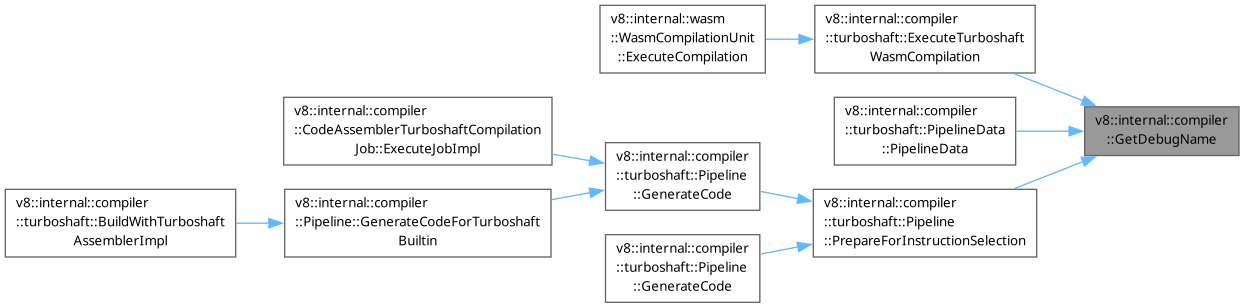 v8::internal::wasm
::WasmCompilationUnit
::ExecuteCompilation
v8::internal::compiler
::turboshaft::ExecuteTurboshaft
WasmCompilation
v8::internal::compiler
::CodeAssemblerTurboshaftCompilation
Job::ExecuteJobImpl
v8::internal::compiler
::turboshaft::PipelineData
::PipelineData
v8::internal::compiler
::GetDebugName
v8::internal::compiler
::turboshaft::Pipeline
::GenerateCode
v8::internal::compiler
::turboshaft::BuildWithTurboshaft
AssemblerImpl
v8::internal::compiler
::Pipeline::GenerateCodeForTurboshaft
Builtin
v8::internal::compiler
::turboshaft::Pipeline
::PrepareForInstructionSelection
v8::internal::compiler
::turboshaft::Pipeline
::GenerateCode